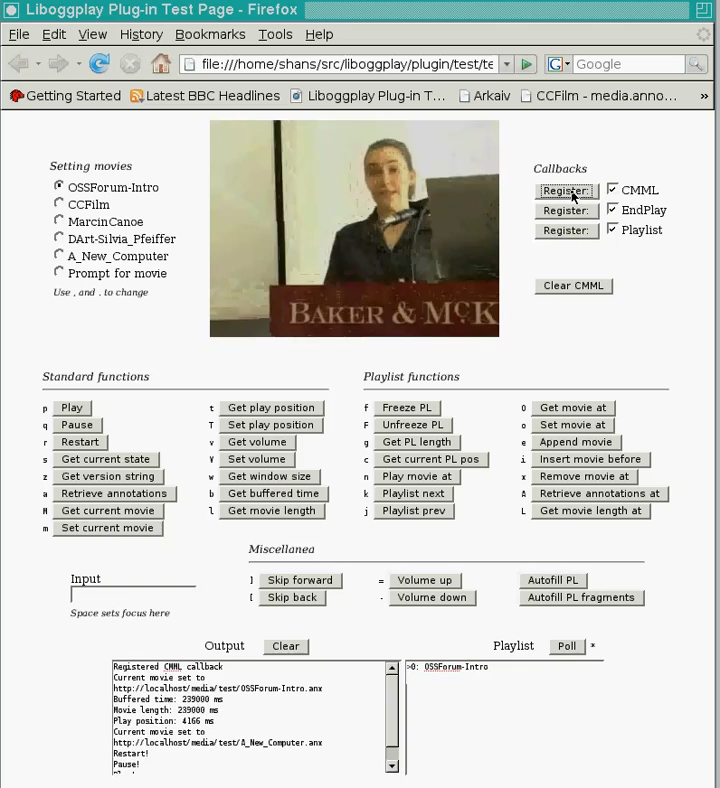 Liboggplay Plug-in Test Page - Firefox
File Edit View History Bookmarks Tools Help
file:///home/shans/src/liboggplay/plugin/test/te
G Google
Getting Started Latest BBC Headlines Liboggplay Plug-in T... Arkaiv CCFilm - media.anno... »
Setting movies
OSSForum-Intro
CCFilm
MarcinCanoe
DArt-Silvia_Pfeiffer
A_New_Computer
Prompt for movie
Use , and . to change
BAKER & McK
Callbacks
Register: CMML
Register: EndPlay
Register: Playlist
Clear CMML
Standard functions
p Play
q Pause
r Restart
s Get current state
z Get version string
a Retrieve annotations
M Get current movie
m Set current movie
t Get play position
T Set play position
v Get volume
V Set volume
w Get window size
b Get buffered time
l Get movie length
Playlist functions
f Freeze PL
F Unfreeze PL
g Get PL length
c Get current PL pos
n Play movie at
k Playlist next
j Playlist prev
O Get movie at
o Set movie at
e Append movie
i Insert movie before
x Remove movie at
A Retrieve annotations at
L Get movie length at
Miscellanea
] Skip forward
[ Skip back
= Volume up
- Volume down
Autofill PL
Autofill PL fragments
Input
Space sets focus here
Output Clear
Registered CMML callback
Current movie set to
http://localhost/media/test/OSSForum-Intro.anx
Buffered time: 239000 ms
Movie length: 239000 ms
Play position: 4166 ms
Current movie set to
http://localhost/media/test/A_New_Computer.anx
Restart!
Pause!
Playlist Poll *
>0: OSSForum-Intro